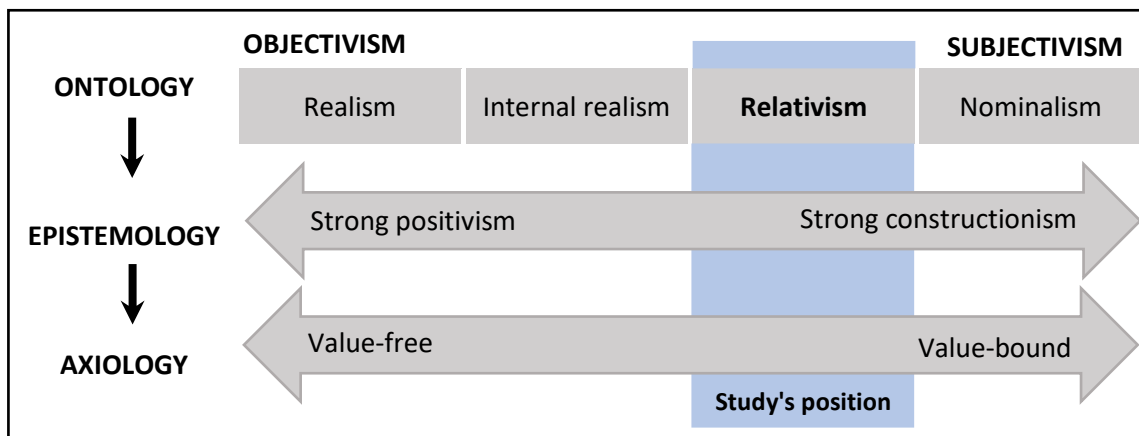 OBJECTIVISM
SUBJECTIVISM
ONTOLOGY
Realism
Internal realism
Relativism
Nominalism
Strong positivism
Strong constructionism
EPISTEMOLOGY
Value-free
Value-bound
AXIOLOGY
Study's position